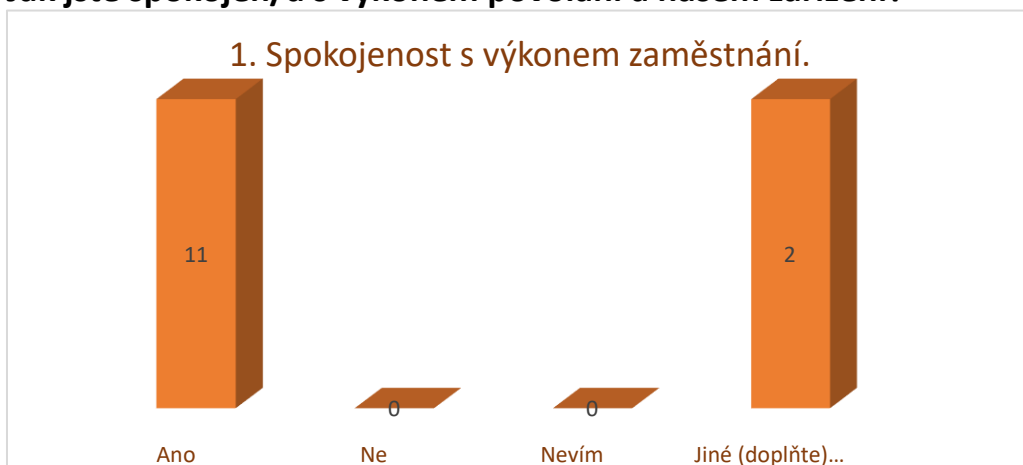 1. Spokojenost s výkonem zaměstnání.
11
0
0
2
Ano
Ne
Nevím
Jiné (doplňte)...